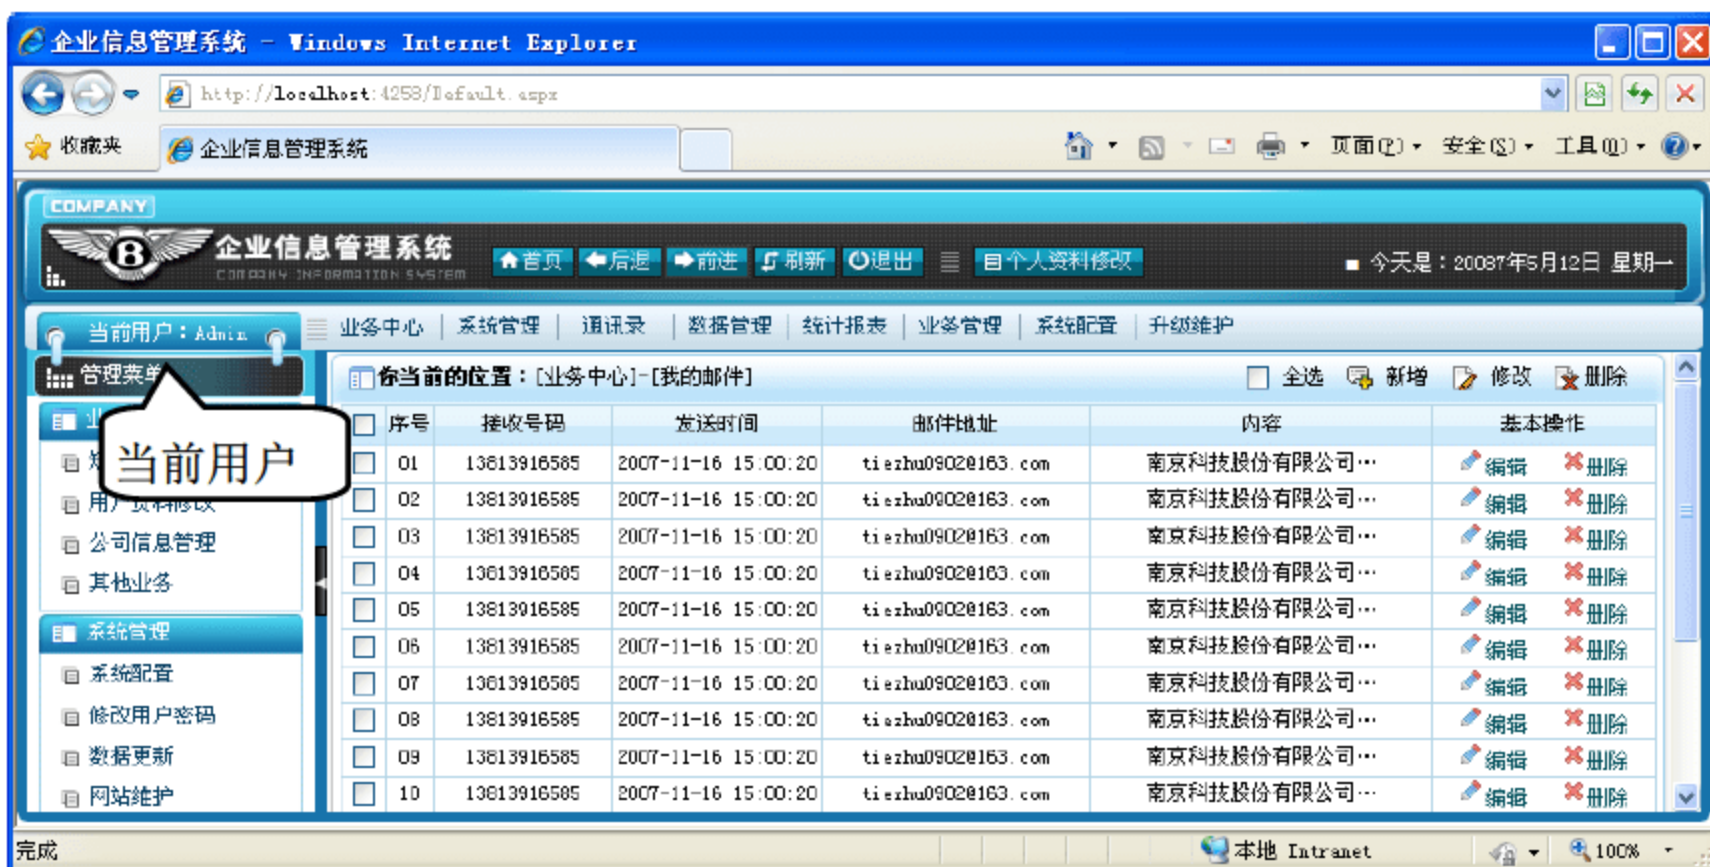 企业信息管理系统 - Windows Internet Explorer
http://localhost:4258/Default.aspx
收藏夹 企业信息管理系统 页面(P) 安全(S) 工具(O)
COMPANY
企业信息管理系统 首页 后退 前进 刷新 退出 个人资料修改 今天是：20087年5月12日 星期一
COMPANY INFORMATION SYSTEM
当前用户：Admin 业务中心 系统管理 通讯录 数据管理 统计报表 业务管理 系统配置 升级维护
管理菜单 你当前的位置：[业务中心]-[我的邮件] 全选 新增 修改 删除
业 序号 接收号码 发送时间 邮件地址 内容 基本操作
当前用户
01 13813916585 2007-11-16 15:00:20 tiezhu0902@163.com 南京科技股份有限公司… 编辑 删除
用户资料修改 02 13813916585 2007-11-16 15:00:20 tiezhu0902@163.com 南京科技股份有限公司… 编辑 删除
公司信息管理 03 13813916585 2007-11-16 15:00:20 tiezhu0902@163.com 南京科技股份有限公司… 编辑 删除
其他业务 04 13813916585 2007-11-16 15:00:20 tiezhu0902@163.com 南京科技股份有限公司… 编辑 删除
05 13813916585 2007-11-16 15:00:20 tiezhu0902@163.com 南京科技股份有限公司… 编辑 删除
系统管理 06 13813916585 2007-11-16 15:00:20 tiezhu0902@163.com 南京科技股份有限公司… 编辑 删除
系统配置 07 13813916585 2007-11-16 15:00:20 tiezhu0902@163.com 南京科技股份有限公司… 编辑 删除
修改用户密码 08 13813916585 2007-11-16 15:00:20 tiezhu0902@163.com 南京科技股份有限公司… 编辑 删除
数据更新 09 13813916585 2007-11-16 15:00:20 tiezhu0902@163.com 南京科技股份有限公司… 编辑 删除
网站维护 10 13813916585 2007-11-16 15:00:20 tiezhu0902@163.com 南京科技股份有限公司… 编辑 删除
完成 本地 Intranet 100%